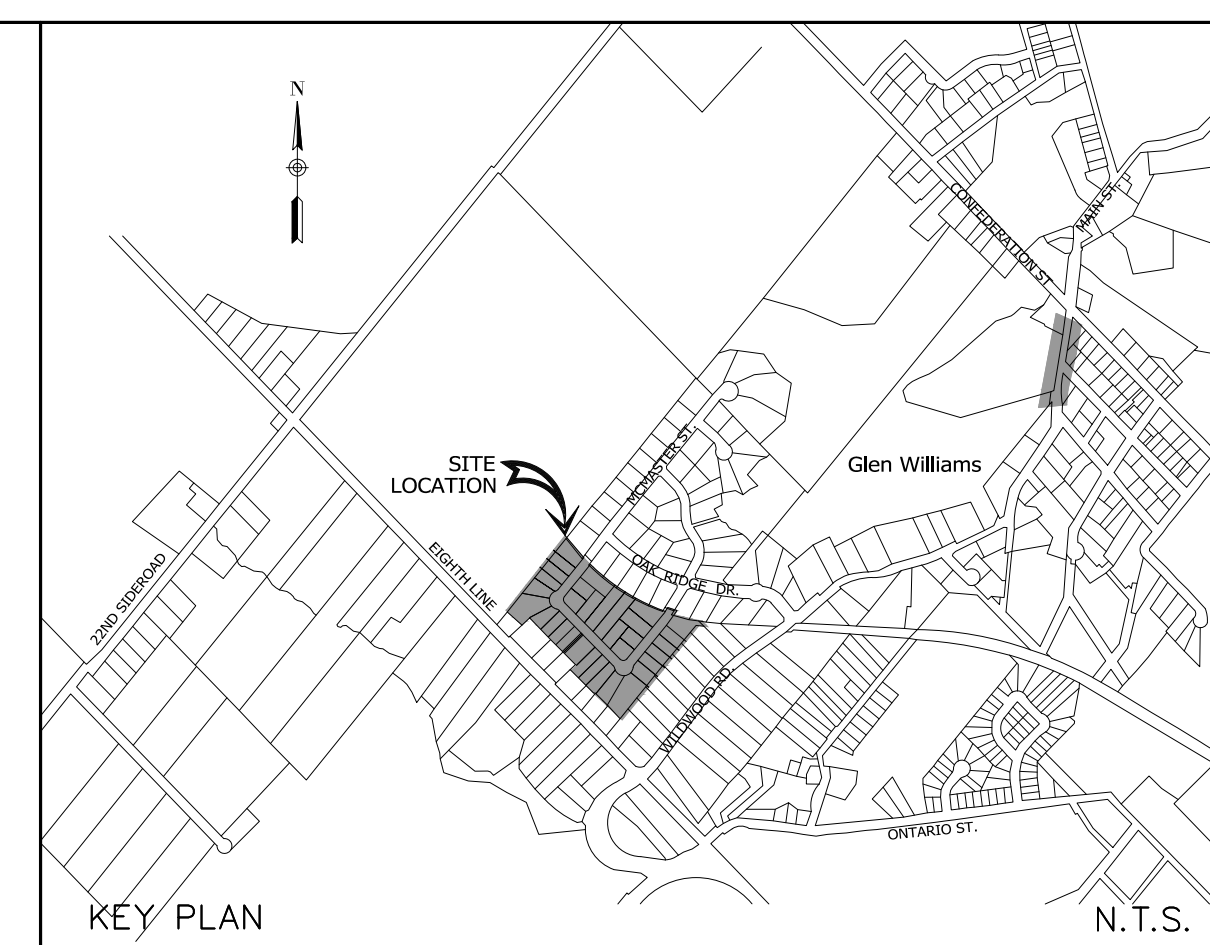 N
CONFEDERATION ST
MAIN ST.
SITE
LOCATION
MCMASTER ST.
Glen Williams
22ND SIDEROAD
EIGHTH LINE
OAK RIDGE DR.
WILDWOOD RD.
ONTARIO ST.
KEY PLAN
N.T.S.